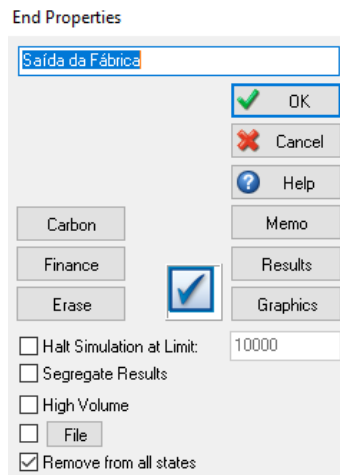 End Properties
Saída da Fábrica
OK
Cancel
Help
Carbon
Memo
Finance
Results
Erase
Graphics
Halt Simulation at Limit: 10000
Segregate Results
High Volume
File
Remove from all states